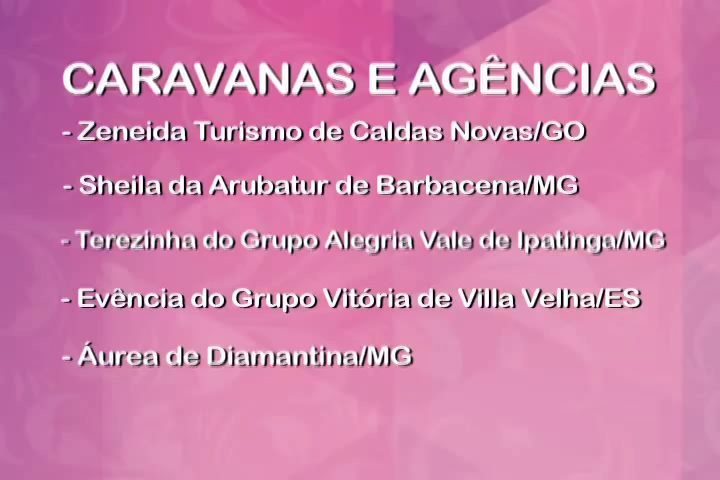 CARAVANAS E AGÊNCIAS
- Zeneida Turismo de Caldas Novas/GO
- Sheila da Arubatur de Barbacena/MG
- Terezinha do Grupo Alegria Vale de Ipatinga/MG
- Evência do Grupo Vitória de Villa Velha/ES
- Áurea de Diamantina/MG